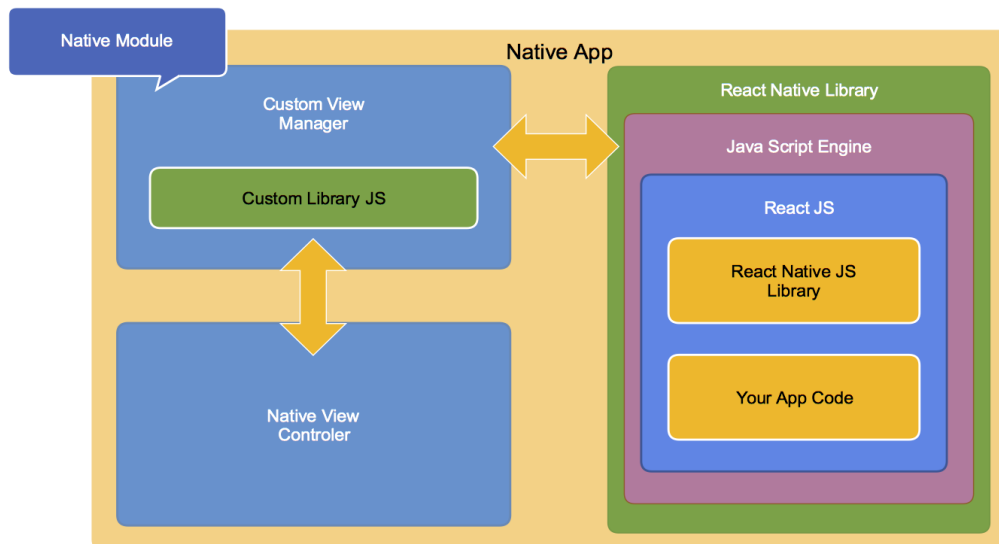 Native Module
Native App
Custom View
Manager
Custom Library JS
Native View
Controler
React Native Library
Java Script Engine
React JS
React Native JS
Library
Your App Code